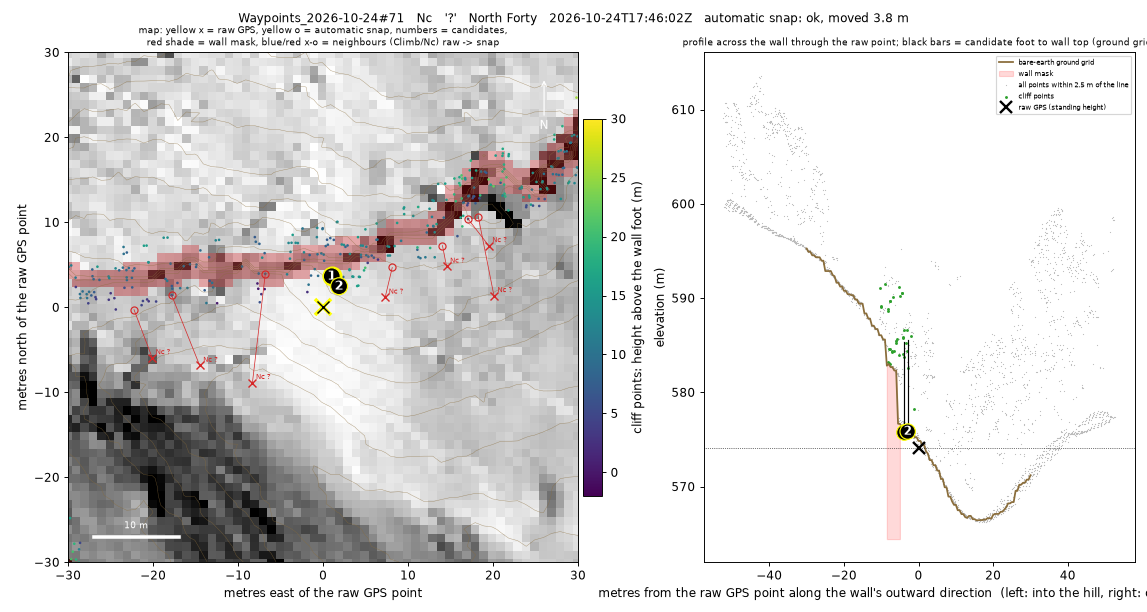 Waypoints_2026-10-24#71 Nc '?' North Forty 2026-10-24T17:46:02Z automatic snap: ok, moved 3.8 m
map: yellow x = raw GPS, yellow o = automatic snap, numbers = candidates,
red shade = wall mask, blue/red x-o = neighbours (Climb/Nc) raw -> snap
profile across the wall through the raw point; black bars = candidate foot to wall top (ground gri
30
20
10
0
−10
−20
−30
−30
−20
−10
0
10
20
30
metres north of the raw GPS point
metres east of the raw GPS point
N
10 m
1
2
Nc ?
Nc ?
Nc ?
Nc ?
Nc ?
Nc ?
Nc ?
30
25
20
15
10
5
0
cliff points: height above the wall foot (m)
bare-earth ground grid
wall mask
all points within 2.5 m of the line
cliff points
raw GPS (standing height)
610
600
590
580
570
elevation (m)
2
−40
−20
0
20
40
metres from the raw GPS point along the wall's outward direction (left: into the hill, right: